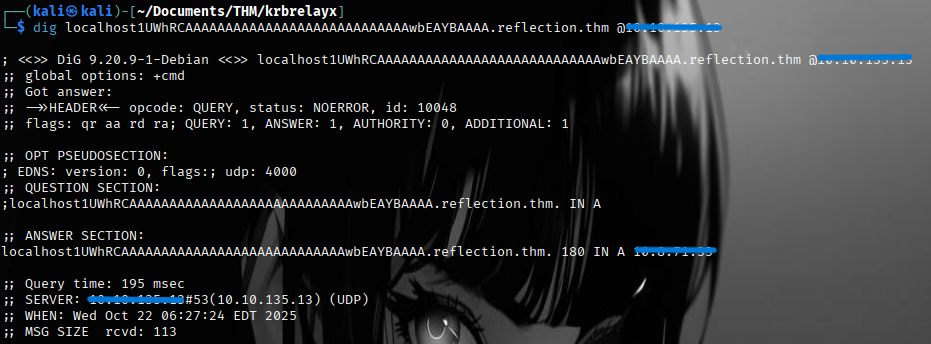 ┌──(kali㉿kali)-[~/Documents/THM/krbrelayx]
└─$ dig localhost1UWhRCAAAAAAAAAAAAAAAAAAAAAAAAAAAAwbEAYBAAAA.reflection.thm @
; <<>> DiG 9.20.9-1-Debian <<>> localhost1UWhRCAAAAAAAAAAAAAAAAAAAAAAAAAAAAwbEAYBAAAA.reflection.thm @
;; global options: +cmd
;; Got answer:
;; ->>HEADER<<- opcode: QUERY, status: NOERROR, id: 10048
;; flags: qr aa rd ra; QUERY: 1, ANSWER: 1, AUTHORITY: 0, ADDITIONAL: 1
;; OPT PSEUDOSECTION:
; EDNS: version: 0, flags:; udp: 4000
;; QUESTION SECTION:
;localhost1UWhRCAAAAAAAAAAAAAAAAAAAAAAAAAAAAwbEAYBAAAA.reflection.thm. IN A
;; ANSWER SECTION:
localhost1UWhRCAAAAAAAAAAAAAAAAAAAAAAAAAAAAwbEAYBAAAA.reflection.thm. 180 IN A
;; Query time: 195 msec
;; SERVER: #53(10.10.135.13) (UDP)
;; WHEN: Wed Oct 22 06:27:24 EDT 2025
;; MSG SIZE rcvd: 113